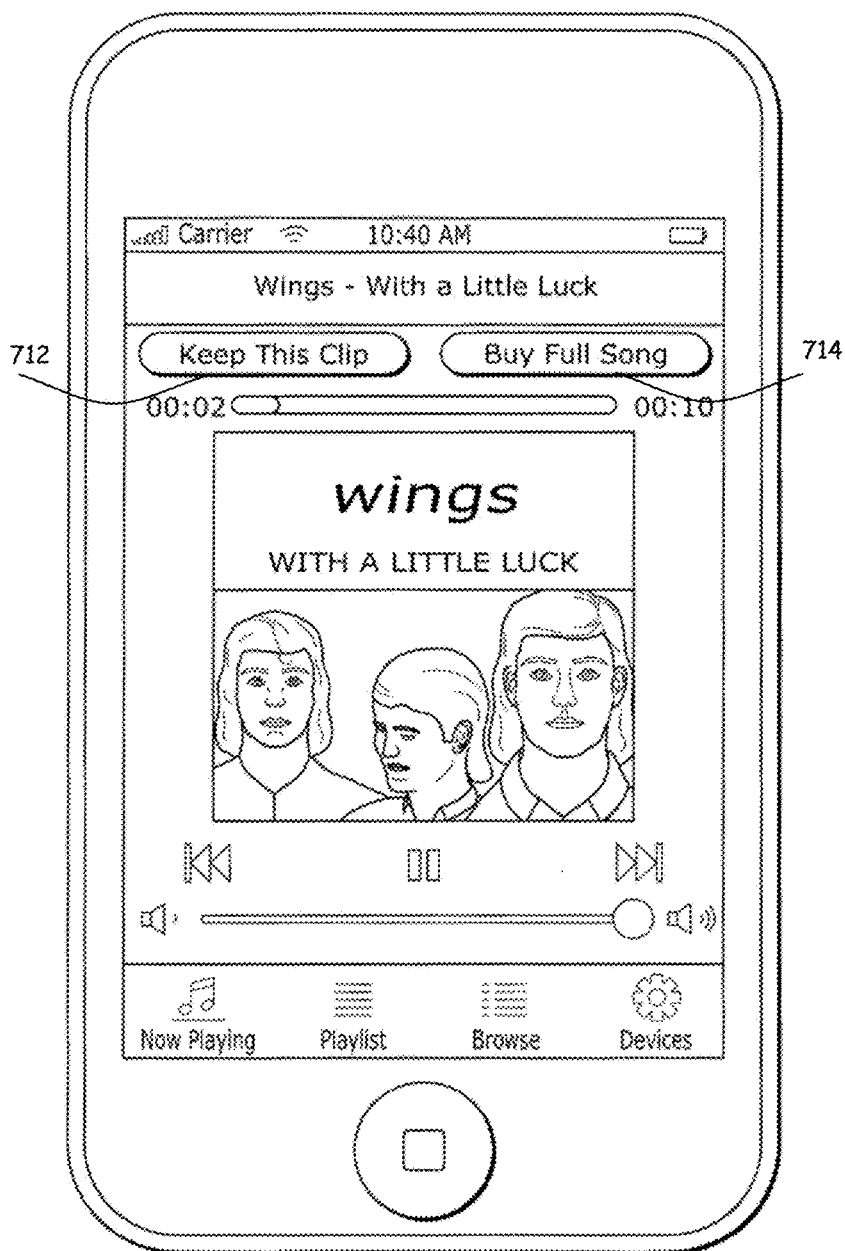 Carrier 10:40 AM
Wings - With a Little Luck
712 Keep This Clip Buy Full Song 714
00:02 00:10
wings
WITH A LITTLE LUCK
Now Playing Playlist Browse Devices